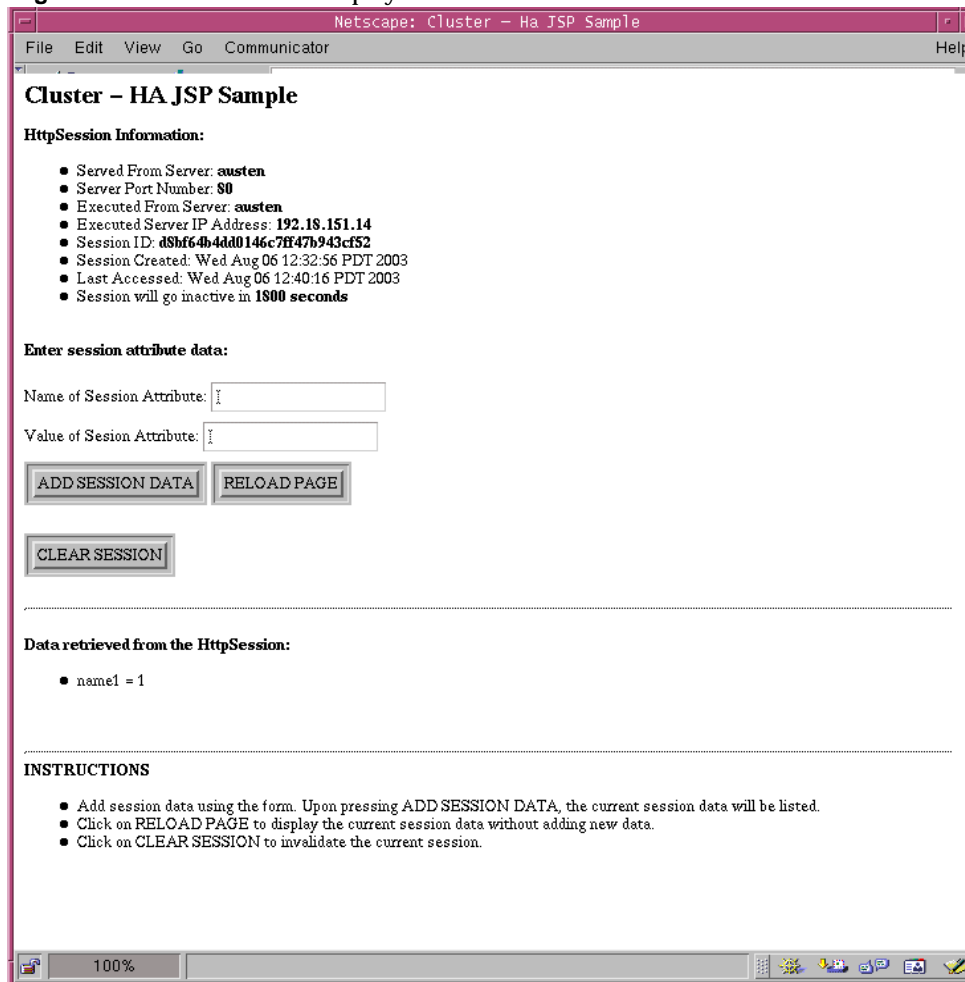 Netscape: Cluster – Ha JSP Sample
File Edit View Go Communicator Help
Cluster – HA JSP Sample
HttpSession Information:
Served From Server: austen
Server Port Number: 80
Executed From Server: austen
Executed Server IP Address: 192.18.151.14
Session ID: d8bf64b4dd0146c7ff47b943cf52
Session Created: Wed Aug 06 12:32:56 PDT 2003
Last Accessed: Wed Aug 06 12:40:16 PDT 2003
Session will go inactive in 1800 seconds
Enter session attribute data:
Name of Session Attribute:
Value of Sesion Attribute:
ADD SESSION DATA RELOAD PAGE
CLEAR SESSION
Data retrieved from the HttpSession:
name1 = 1
INSTRUCTIONS
Add session data using the form. Upon pressing ADD SESSION DATA, the current session data will be listed.
Click on RELOAD PAGE to display the current session data without adding new data.
Click on CLEAR SESSION to invalidate the current session.
100%